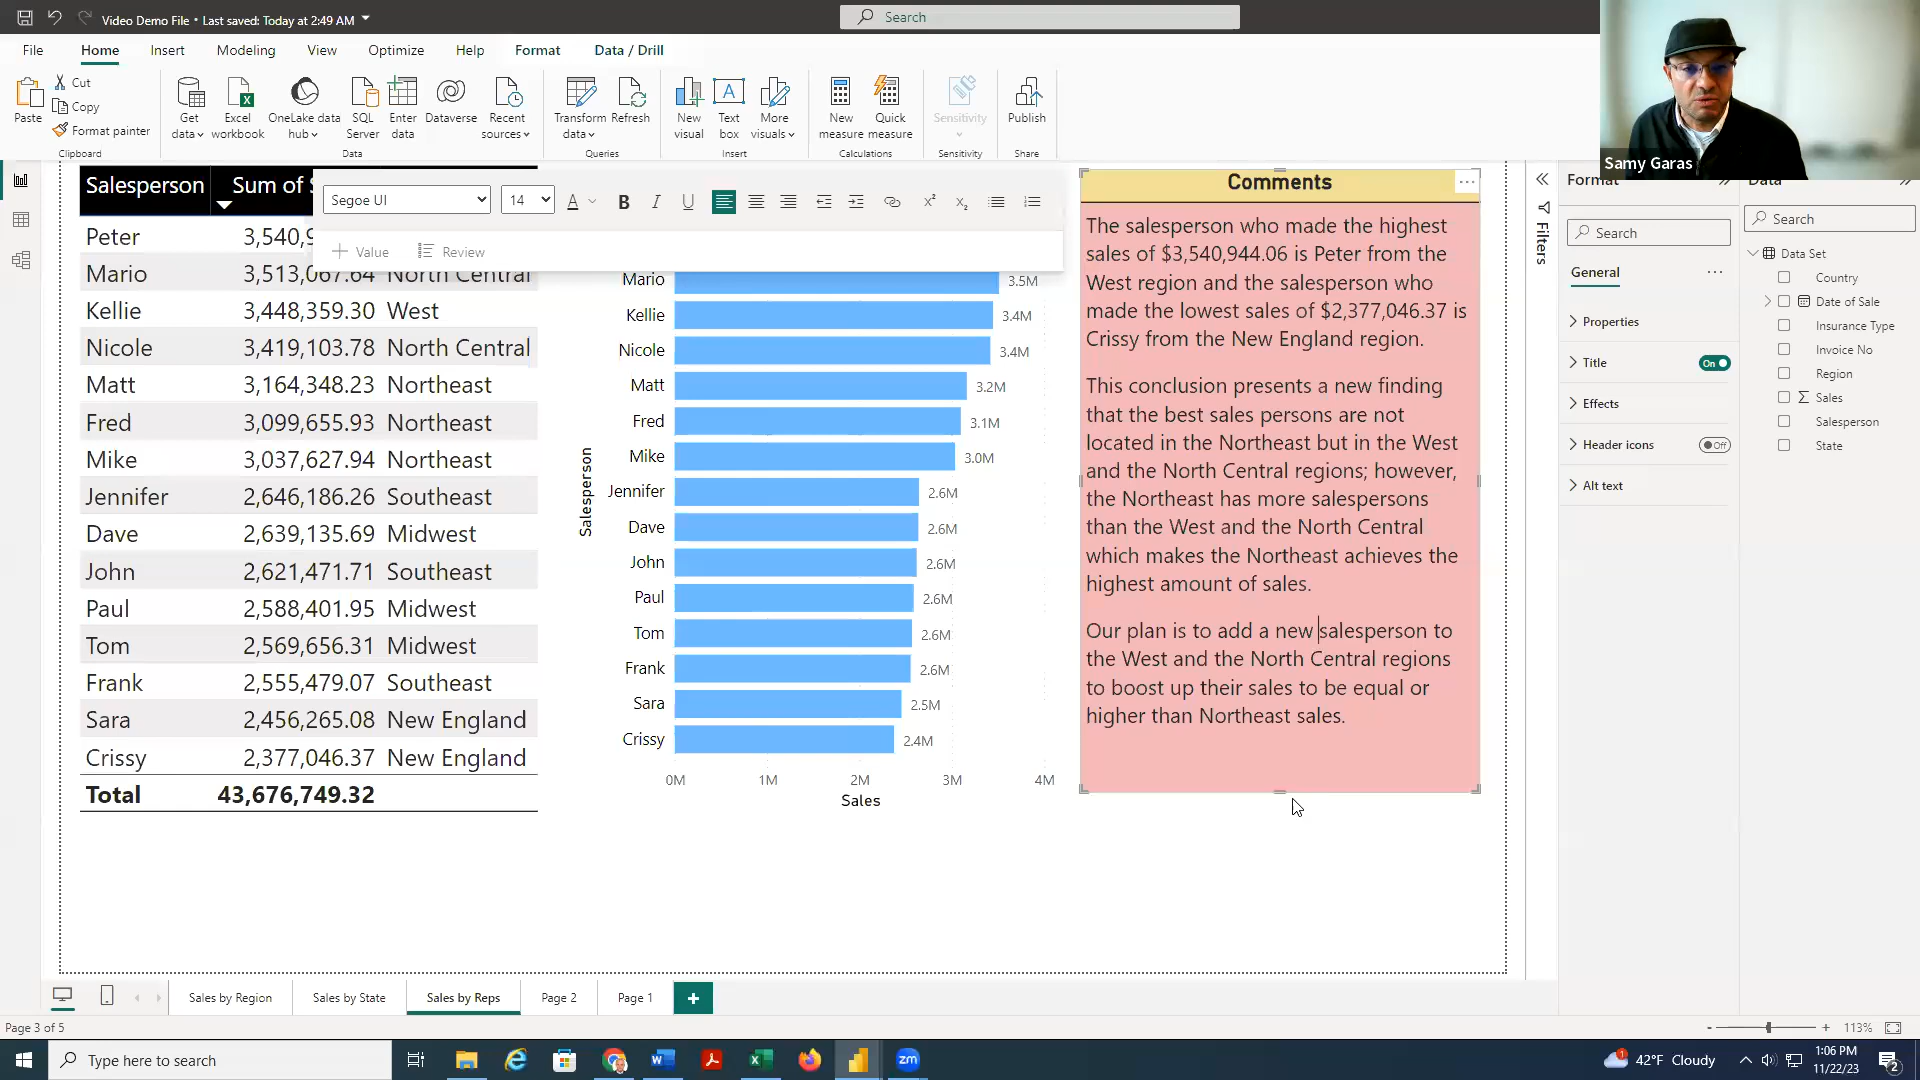 Video Demo File • Last saved: Today at 2:49 AM
Search
File Home Insert Modeling View Optimize Help Format Data / Drill
Paste
Cut
Copy
Format painter
Clipboard
Get data
Excel workbook
OneLake data hub
SQL Server
Enter data
Dataverse
Recent sources
Data
Transform data
Refresh
Queries
New visual
Text box
More visuals
Insert
New measure
Quick measure
Calculations
Sensitivity
Sensitivity
Publish
Share
Samy Garas
Salesperson Sum of
Peter 3,540,9
Mario 3,513,067.64 North Central
Kellie 3,448,359.30 West
Nicole 3,419,103.78 North Central
Matt 3,164,348.23 Northeast
Fred 3,099,655.93 Northeast
Mike 3,037,627.94 Northeast
Jennifer 2,646,186.26 Southeast
Dave 2,639,135.69 Midwest
John 2,621,471.71 Southeast
Paul 2,588,401.95 Midwest
Tom 2,569,656.31 Midwest
Frank 2,555,479.07 Southeast
Sara 2,456,265.08 New England
Crissy 2,377,046.37 New England
Total 43,676,749.32
Segoe UI 14 A B I U x² x₂
Value Review
Salesperson
Mario 3.5M
Kellie 3.4M
Nicole 3.4M
Matt 3.2M
Fred 3.1M
Mike 3.0M
Jennifer 2.6M
Dave 2.6M
John 2.6M
Paul 2.6M
Tom 2.6M
Frank 2.6M
Sara 2.5M
Crissy 2.4M
0M 1M 2M 3M 4M
Sales
Comments
The salesperson who made the highest
sales of $3,540,944.06 is Peter from the
West region and the salesperson who
made the lowest sales of $2,377,046.37 is
Crissy from the New England region.
This conclusion presents a new finding
that the best sales persons are not
located in the Northeast but in the West
and the North Central regions; however,
the Northeast has more salespersons
than the West and the North Central
which makes the Northeast achieves the
highest amount of sales.
Our plan is to add a new salesperson to
the West and the North Central regions
to boost up their sales to be equal or
higher than Northeast sales.
Filters
Format
Search
General
Properties
Title On
Effects
Header icons Off
Alt text
Data
Search
Data Set
Country
Date of Sale
Insurance Type
Invoice No
Region
Sales
Salesperson
State
Sales by Region Sales by State Sales by Reps Page 2 Page 1 +
Page 3 of 5
- + 113%
Type here to search
42°F Cloudy
1:06 PM
11/22/23
2